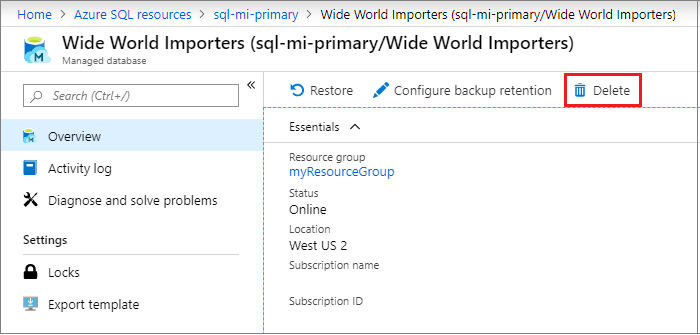 Home > Azure SQL resources > sql-mi-primary > Wide World Importers (sql-mi-primary/Wide World Importers)
Wide World Importers (sql-mi-primary/Wide World Importers)
Managed database
Search (Ctrl+/)
«
Restore Configure backup retention Delete
Overview
Activity log
Diagnose and solve problems
Settings
Locks
Export template
Essentials
Resource group
myResourceGroup
Status
Online
Location
West US 2
Subscription name
Subscription ID